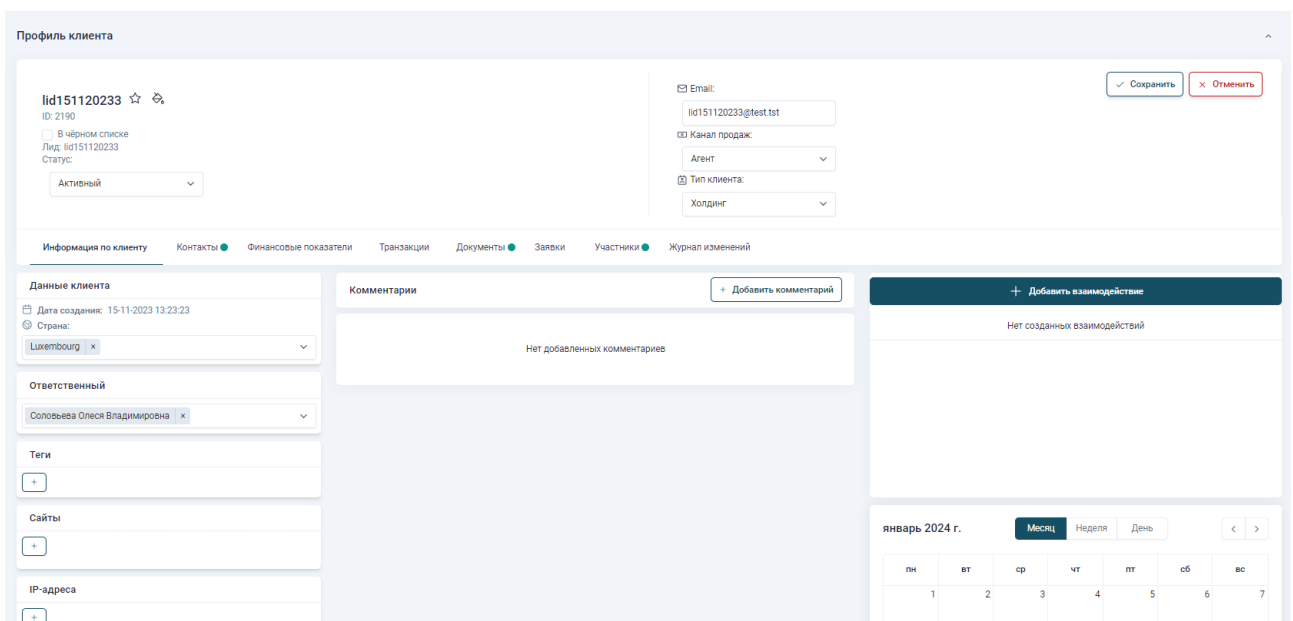 Профиль клиента
lid151120233
ID: 2190
В чёрном списке
Лид: lid151120233
Статус:
Активный
Email:
lid151120233@test.tst
Канал продаж:
Агент
Тип клиента:
Холдинг
Сохранить
Отменить
Информация по клиенту Контакты Финансовые показатели Транзакции Документы Заявки Участники Журнал изменений
Данные клиента
Дата создания: 15-11-2023 13:23:23
Страна:
Luxembourg ×
Ответственный
Соловьева Олеся Владимировна ×
Теги
+
Сайты
+
IP-адреса
+
Комментарии
+ Добавить комментарий
Нет добавленных комментариев
+ Добавить взаимодействие
Нет созданных взаимодействий
январь 2024 г.
Месяц Неделя День
пн вт ср чт пт сб вс
1 2 3 4 5 6 7